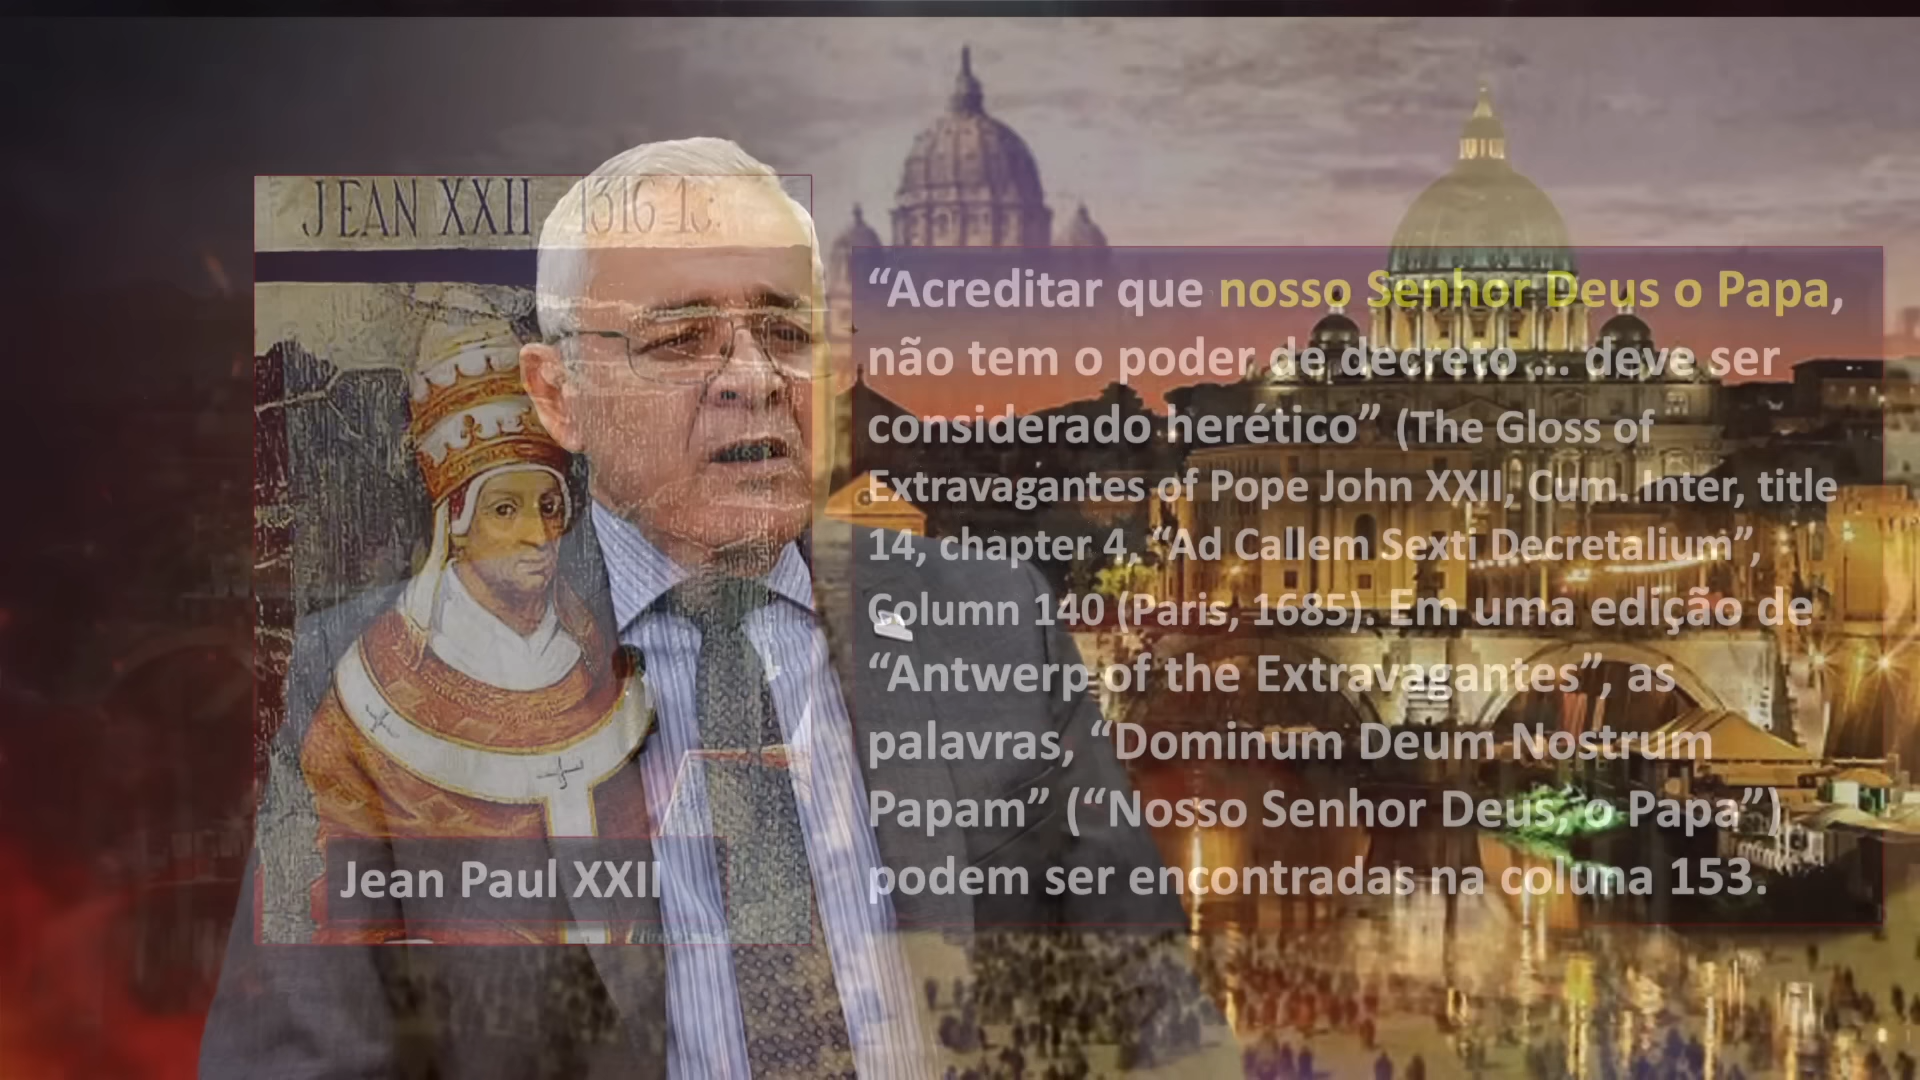 JEAN XXII 1316-13
“Acreditar que nosso Senhor Deus o Papa,
não tem o poder de decreto ... deve ser
considerado herético” (The Gloss of
Extravagantes of Pope John XXII, Cum. Inter, title
14, chapter 4, “Ad Callem Sexti Decretalium”,
Column 140 (Paris, 1685). Em uma edição de
“Antwerp of the Extravagantes”, as
palavras, “Dominum Deum Nostrum
Papam” (“Nosso Senhor Deus, o Papa”)
podem ser encontradas na coluna 153.
Jean Paul XXII